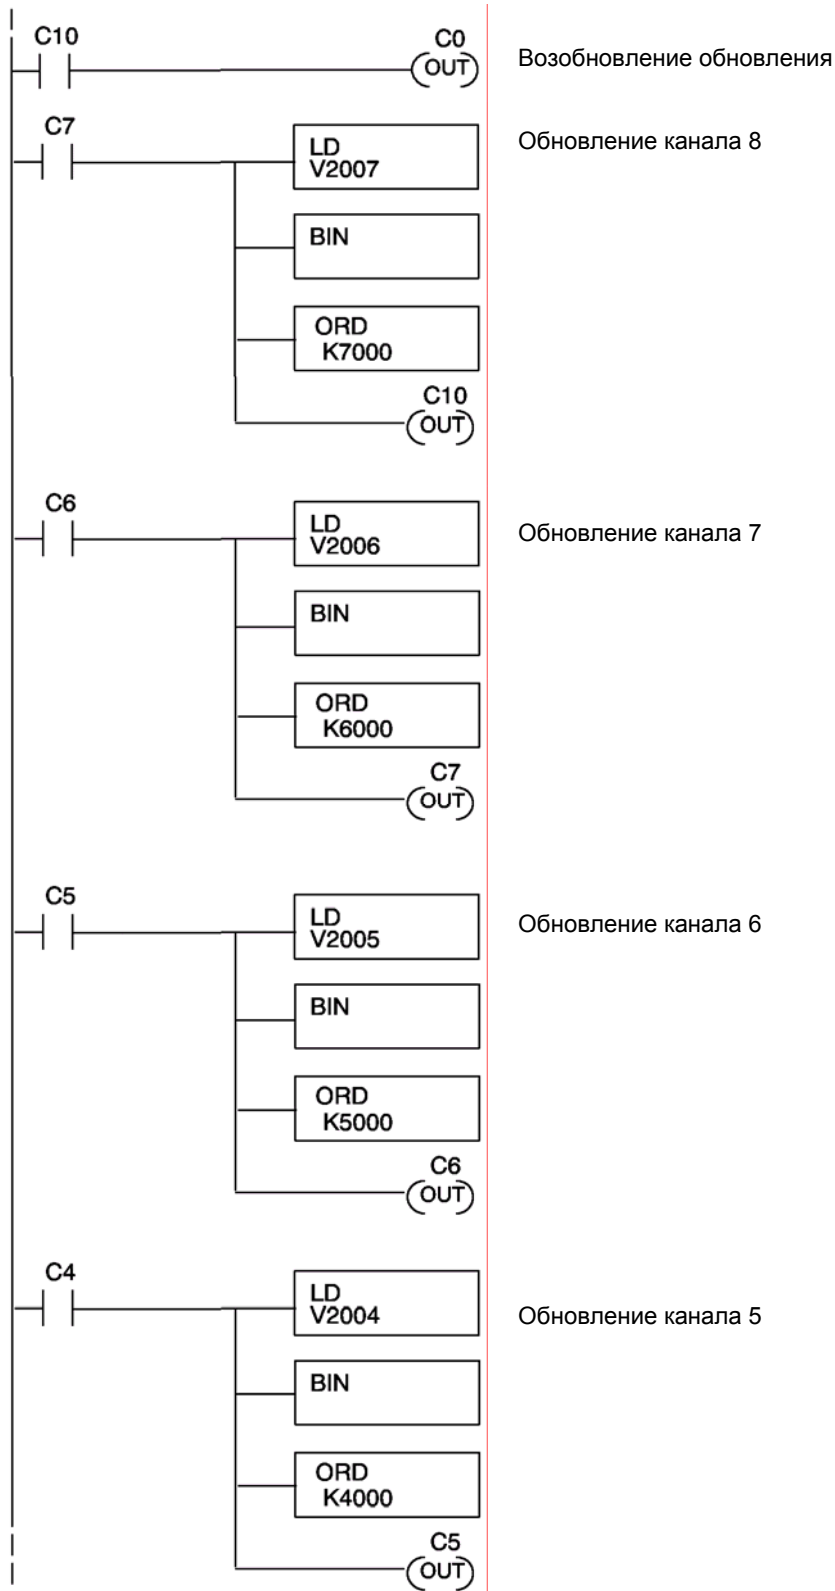 C10
C0
OUT
Возобновление обновления
C7
LD
V2007
Обновление канала 8
BIN
ORD
K7000
C10
OUT
C6
LD
V2006
Обновление канала 7
BIN
ORD
K6000
C7
OUT
C5
LD
V2005
Обновление канала 6
BIN
ORD
K5000
C6
OUT
C4
LD
V2004
Обновление канала 5
BIN
ORD
K4000
C5
OUT